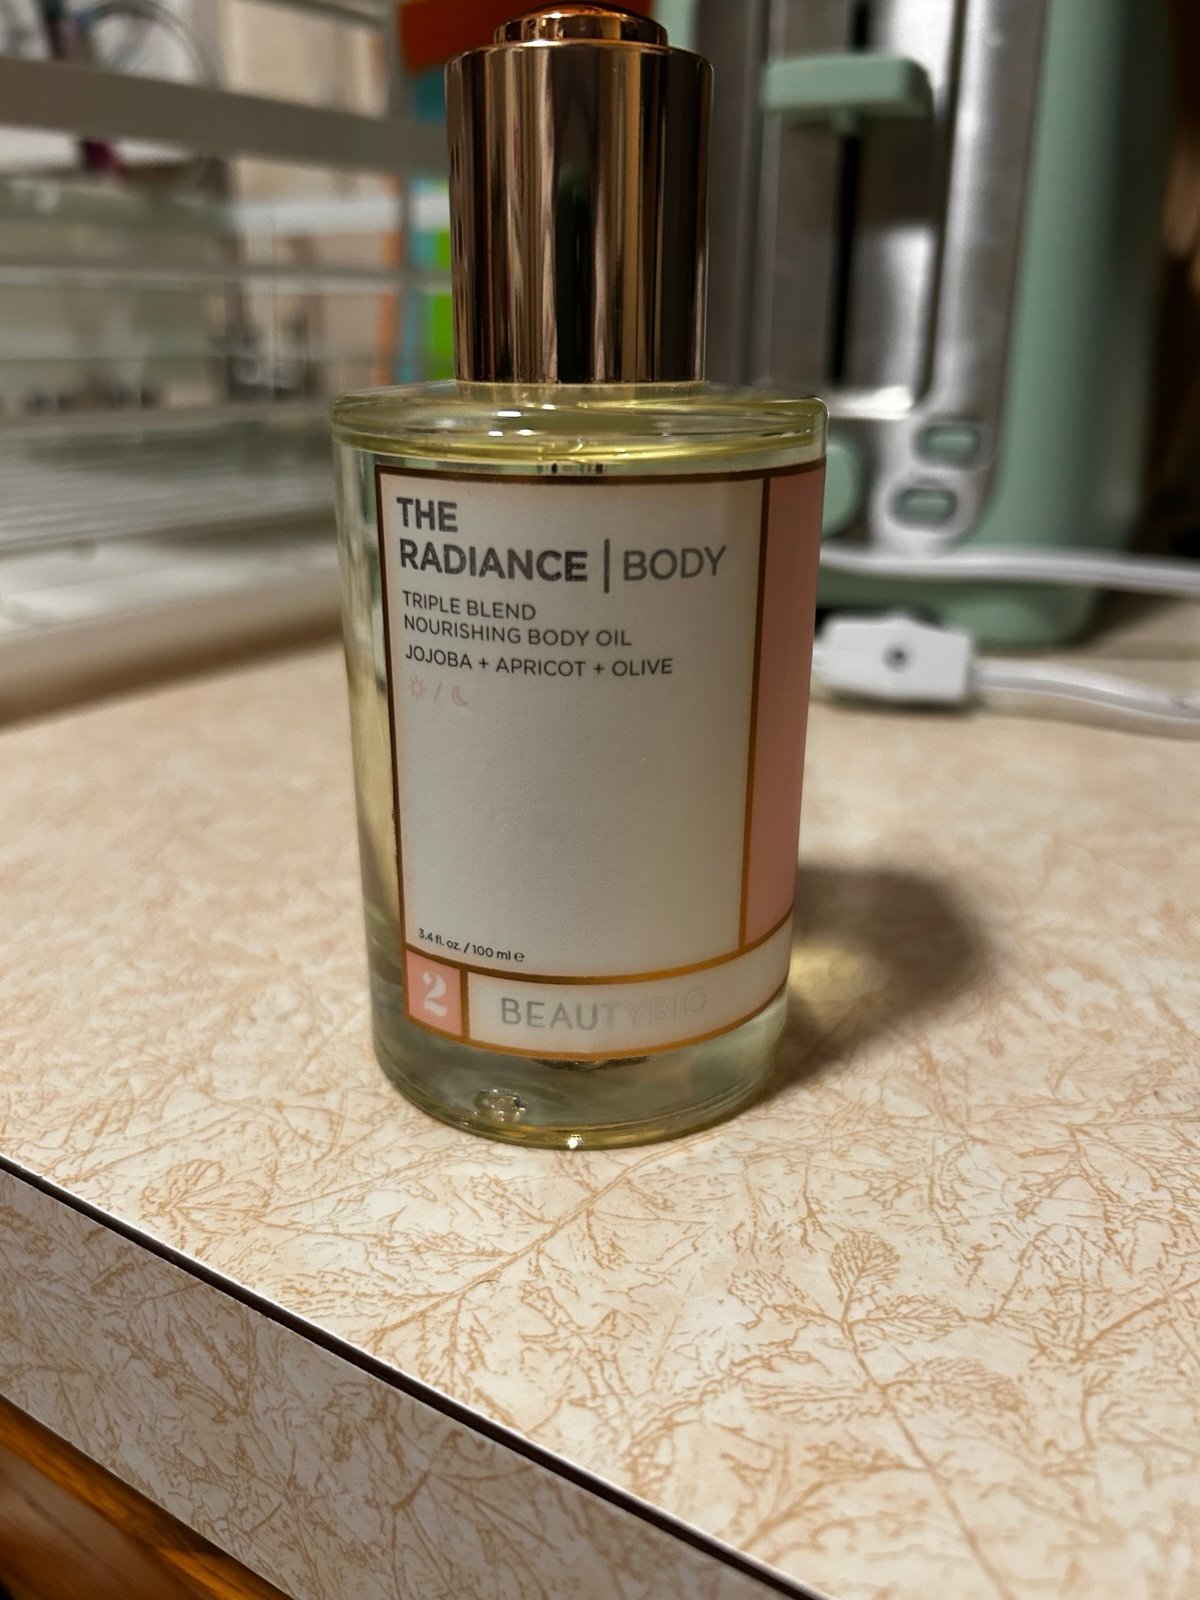 THE
RADIANCE | BODY
TRIPLE BLEND
NOURISHING BODY OIL
JOJOBA + APRICOT + OLIVE
3.4 fl. oz. / 100 ml ℮
2
BEAUTYBIO